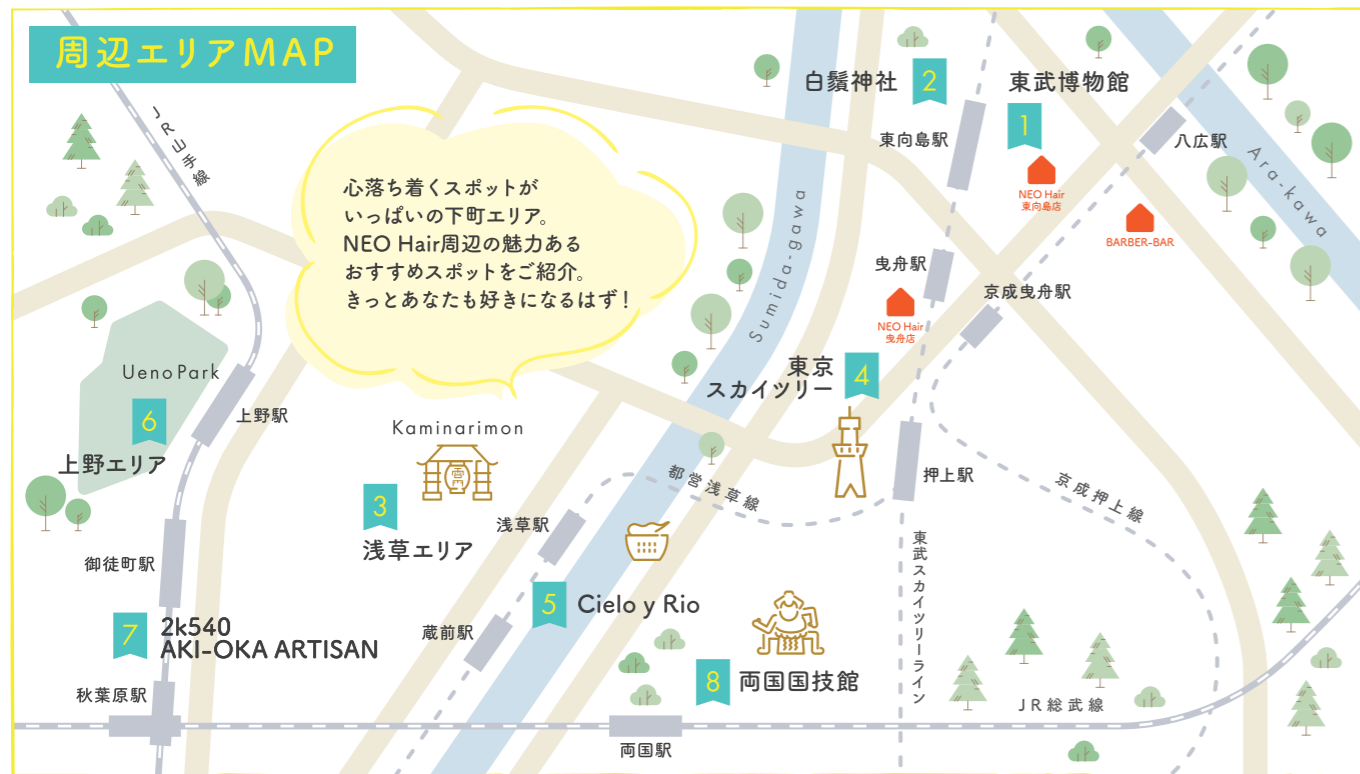 周辺エリアMAP
JR山手線
心落ち着くスポットが
いっぱいの下町エリア。
NEO Hair周辺の魅力ある
おすすめスポットをご紹介。
きっとあなたも好きになるはず！
白鬚神社
2
東武博物館
1
東向島駅
八広駅
NEO Hair
東向島店
BARBER-BAR
Ara-kawa
Sumida-gawa
曳舟駅
京成曳舟駅
NEO Hair
曳舟店
東京
スカイツリー
4
Ueno Park
6
上野エリア
上野駅
Kaminarimon
雷門
3
浅草エリア
浅草駅
都営浅草線
押上駅
京成押上線
東武スカイツリーライン
御徒町駅
5
Cielo y Rio
蔵前駅
7
2k540
AKI-OKA ARTISAN
8
両国国技館
秋葉原駅
両国駅
JR総武線